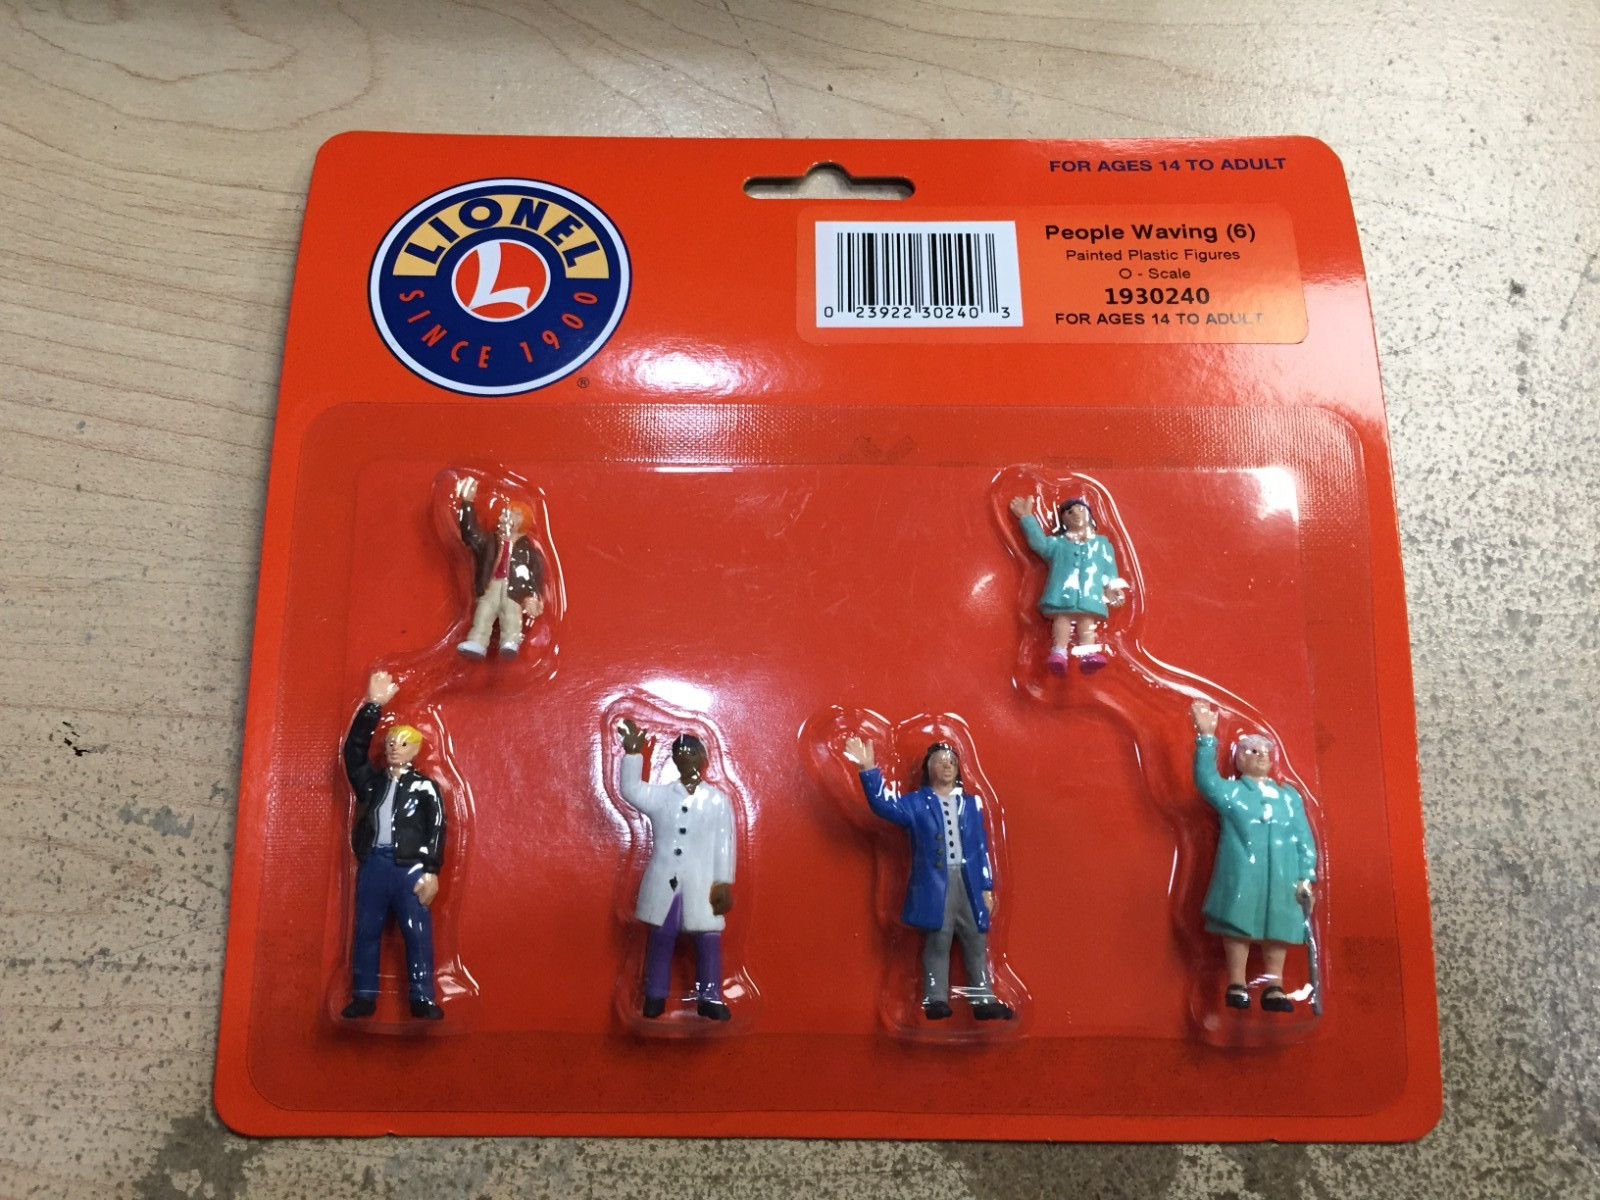 LIONEL
L
SINCE 1900
®
FOR AGES 14 TO ADULT
People Waving (6)
Painted Plastic Figures
O - Scale
1930240
FOR AGES 14 TO ADULT
0 23922 30240 3